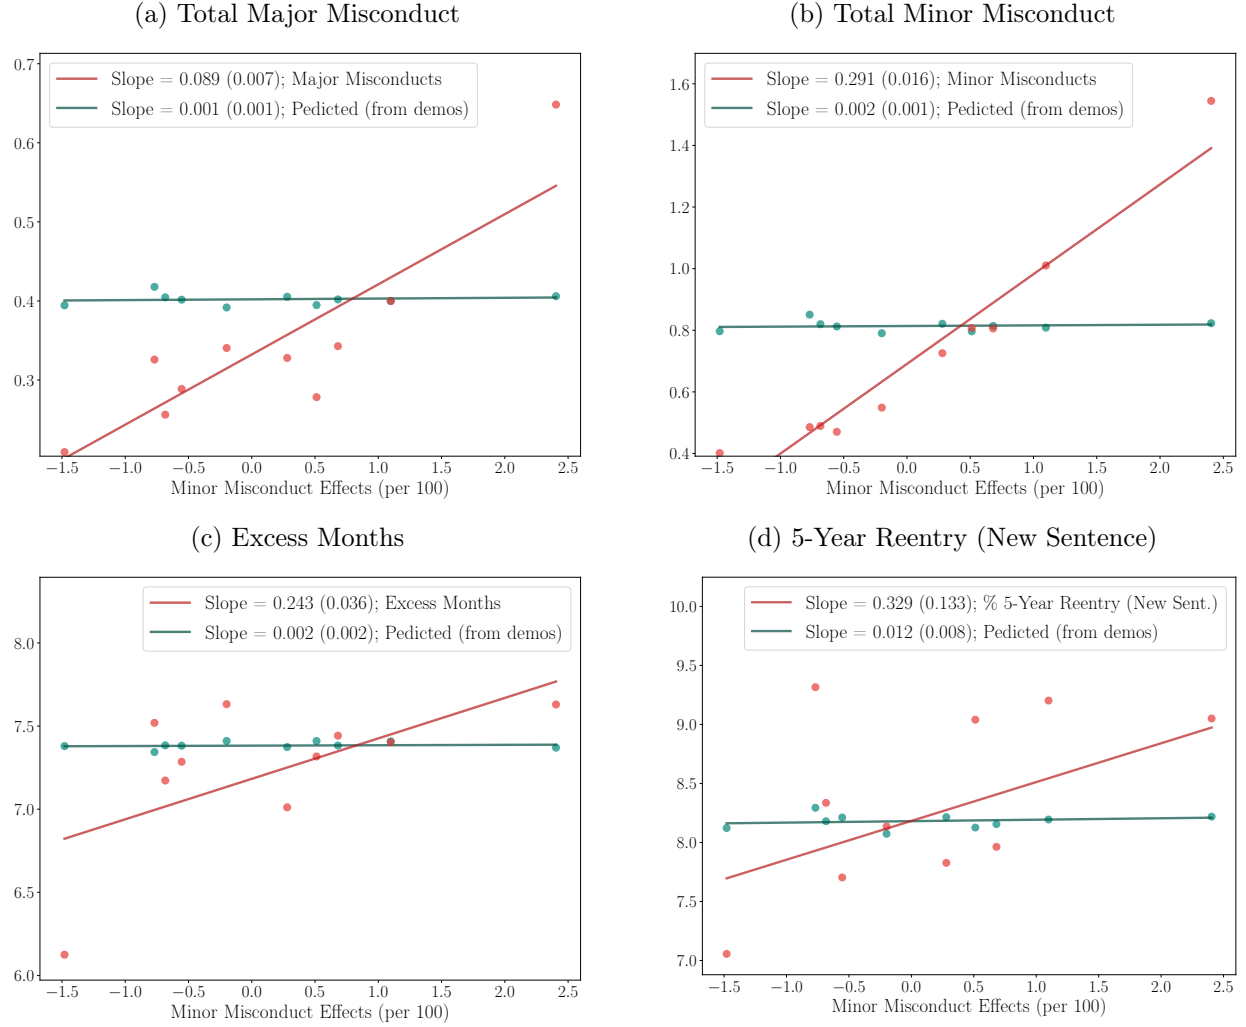 (a) Total Major Misconduct
Slope = 0.089 (0.007); Major Misconducts
Slope = 0.001 (0.001); Pedicted (from demos)
0.7
0.6
0.5
0.4
0.3
−1.5 −1.0 −0.5 0.0 0.5 1.0 1.5 2.0 2.5
Minor Misconduct Effects (per 100)
(b) Total Minor Misconduct
Slope = 0.291 (0.016); Minor Misconducts
Slope = 0.002 (0.001); Pedicted (from demos)
1.6
1.4
1.2
1.0
0.8
0.6
0.4
−1.5 −1.0 −0.5 0.0 0.5 1.0 1.5 2.0 2.5
Minor Misconduct Effects (per 100)
(c) Excess Months
Slope = 0.243 (0.036); Excess Months
Slope = 0.002 (0.002); Pedicted (from demos)
8.0
7.5
7.0
6.5
6.0
−1.5 −1.0 −0.5 0.0 0.5 1.0 1.5 2.0 2.5
Minor Misconduct Effects (per 100)
(d) 5-Year Reentry (New Sentence)
Slope = 0.329 (0.133); % 5-Year Reentry (New Sent.)
Slope = 0.012 (0.008); Pedicted (from demos)
10.0
9.5
9.0
8.5
8.0
7.5
7.0
−1.5 −1.0 −0.5 0.0 0.5 1.0 1.5 2.0 2.5
Minor Misconduct Effects (per 100)